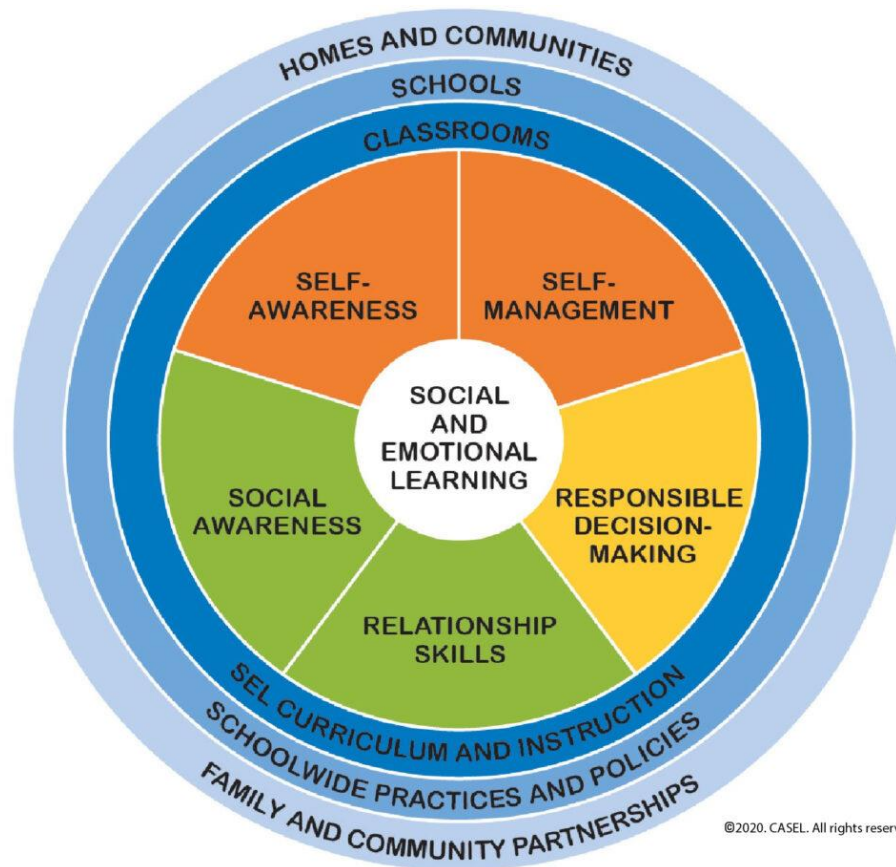 HOMES AND COMMUNITIES
SCHOOLS
CLASSROOMS
SELF-
AWARENESS
SELF-
MANAGEMENT
SOCIAL
AND
EMOTIONAL
LEARNING
SOCIAL
AWARENESS
RESPONSIBLE
DECISION-
MAKING
RELATIONSHIP
SKILLS
SEL CURRICULUM AND INSTRUCTION
SCHOOLWIDE PRACTICES AND POLICIES
FAMILY AND COMMUNITY PARTNERSHIPS
©2020. CASEL. All rights reserv